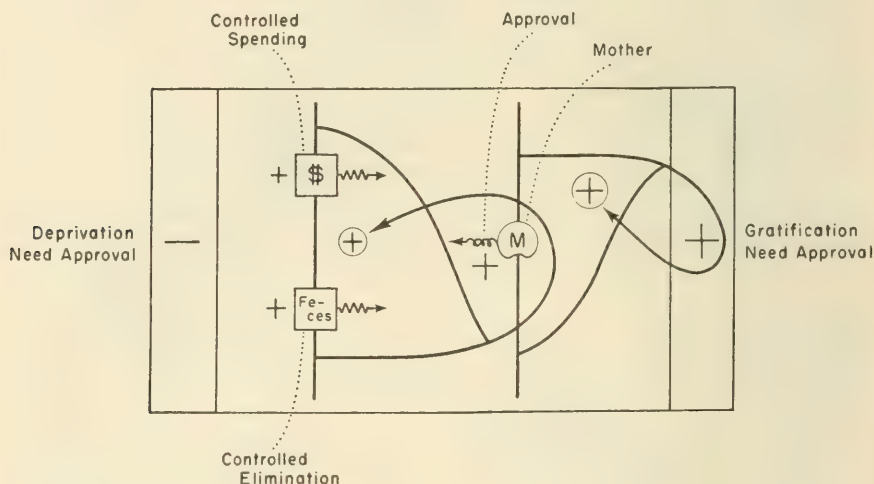 Controlled
Spending
Approval
Mother
+ $
+
+
M
+
Deprivation
Need Approval
—
+
Gratification
Need Approval
+ Fe-
ces
Controlled
Elimination